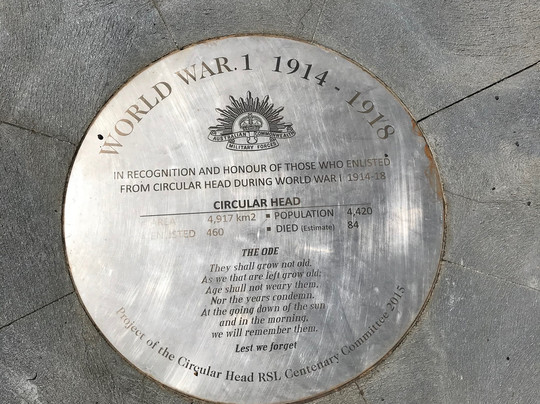 WORLD WAR.1 1914 - 1918
AUSTRALIAN COMMONWEALTH
MILITARY FORCES
IN RECOGNITION AND HONOUR OF THOSE WHO ENLISTED
FROM CIRCULAR HEAD DURING WORLD WAR I 1914-18
CIRCULAR HEAD
4,917 km2 ▪ POPULATION 4,420
ENLISTED 460 ▪ DIED (Estimate) 84
THE ODE
They shall grow not old,
As we that are left grow old;
Age shall not weary them,
Nor the years condemn.
At the going down of the sun
and in the morning,
we will remember them.
Lest we forget
Project of the Circular Head RSL Centenary Committee 2015